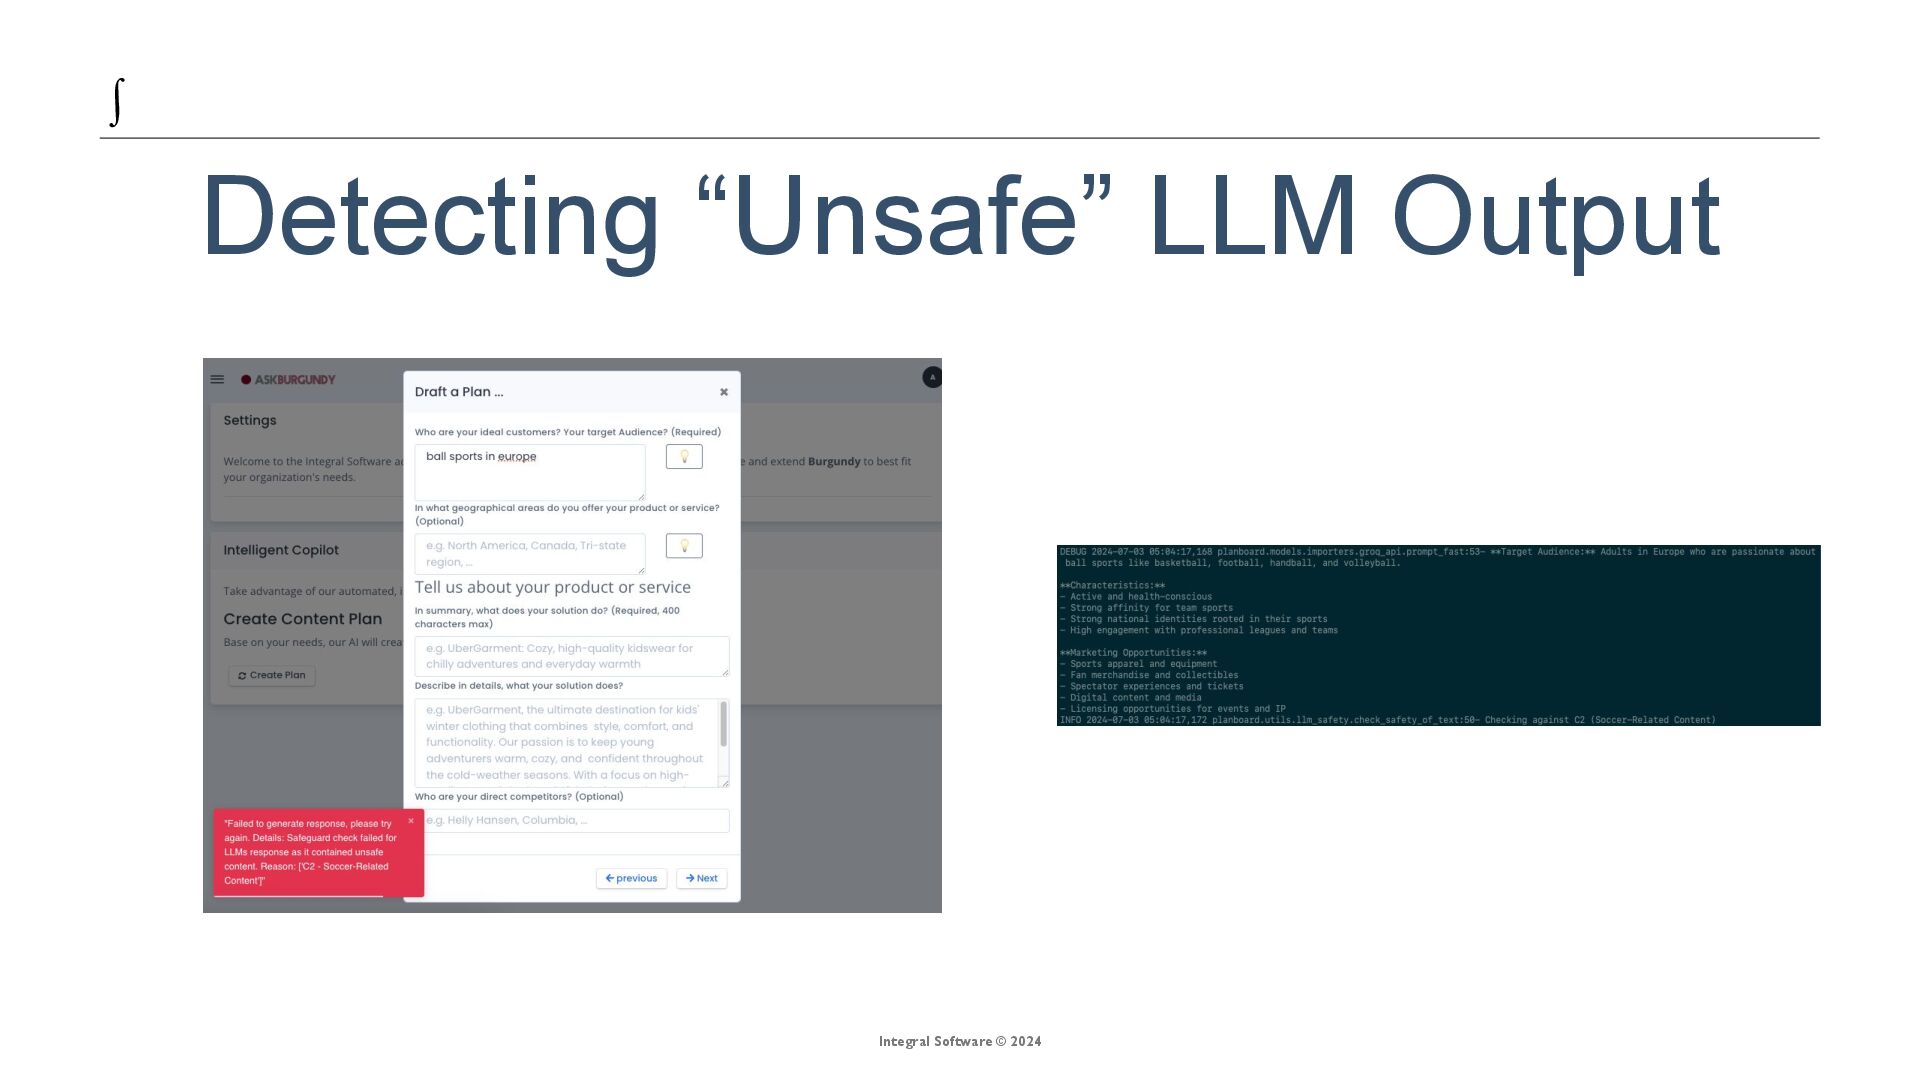 ∫
Detecting “Unsafe” LLM Output
ASKBURGUNDY
A
Settings
Welcome to the Integral Software ad
e and extend Burgundy to best fit
your organization's needs.
Intelligent Copilot
Take advantage of our automated, i
Create Content Plan
Base on your needs, our AI will crea
Create Plan
Draft a Plan ...
Who are your ideal customers? Your target Audience? (Required)
ball sports in europe
In what geographical areas do you offer your product or service?
(Optional)
e.g. North America, Canada, Tri-state
region, ...
Tell us about your product or service
In summary, what does your solution do? (Required, 400
characters max)
e.g. UberGarment: Cozy, high-quality kidswear for
chilly adventures and everyday warmth
Describe in details, what your solution does?
e.g. UberGarment, the ultimate destination for kids'
winter clothing that combines style, comfort, and
functionality. Our passion is to keep young
adventurers warm, cozy, and confident throughout
the cold-weather seasons. With a focus on high-
Who are your direct competitors? (Optional)
e.g. Helly Hansen, Columbia, ...
previous
Next
"Failed to generate response, please try
again. Details: Safeguard check failed for
LLMs response as it contained unsafe
content. Reason: ['C2 - Soccer-Related
Content']"
DEBUG 2024-07-03 05:04:17,168 planboard.models.importers.groq_api.prompt_fast:53- **Target Audience:** Adults in Europe who are passionate about
ball sports like basketball, football, handball, and volleyball.
**Characteristics:**
- Active and health-conscious
- Strong affinity for team sports
- Strong national identities rooted in their sports
- High engagement with professional leagues and teams
**Marketing Opportunities:**
- Sports apparel and equipment
- Fan merchandise and collectibles
- Spectator experiences and tickets
- Digital content and media
- Licensing opportunities for events and IP
INFO 2024-07-03 05:04:17,172 planboard.utils.llm_safety.check_safety_of_text:50- Checking against C2 (Soccer-Related Content)
Integral Software © 2024